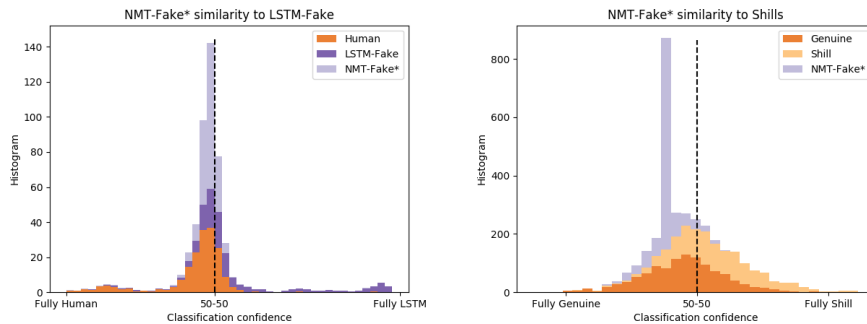 NMT-Fake* similarity to LSTM-Fake
Histogram
140
120
100
80
60
40
20
0
Human
LSTM-Fake
NMT-Fake*
Fully Human
50-50
Fully LSTM
Classification confidence
NMT-Fake* similarity to Shills
Histogram
800
600
400
200
0
Genuine
Shill
NMT-Fake*
Fully Genuine
50-50
Fully Shill
Classification confidence